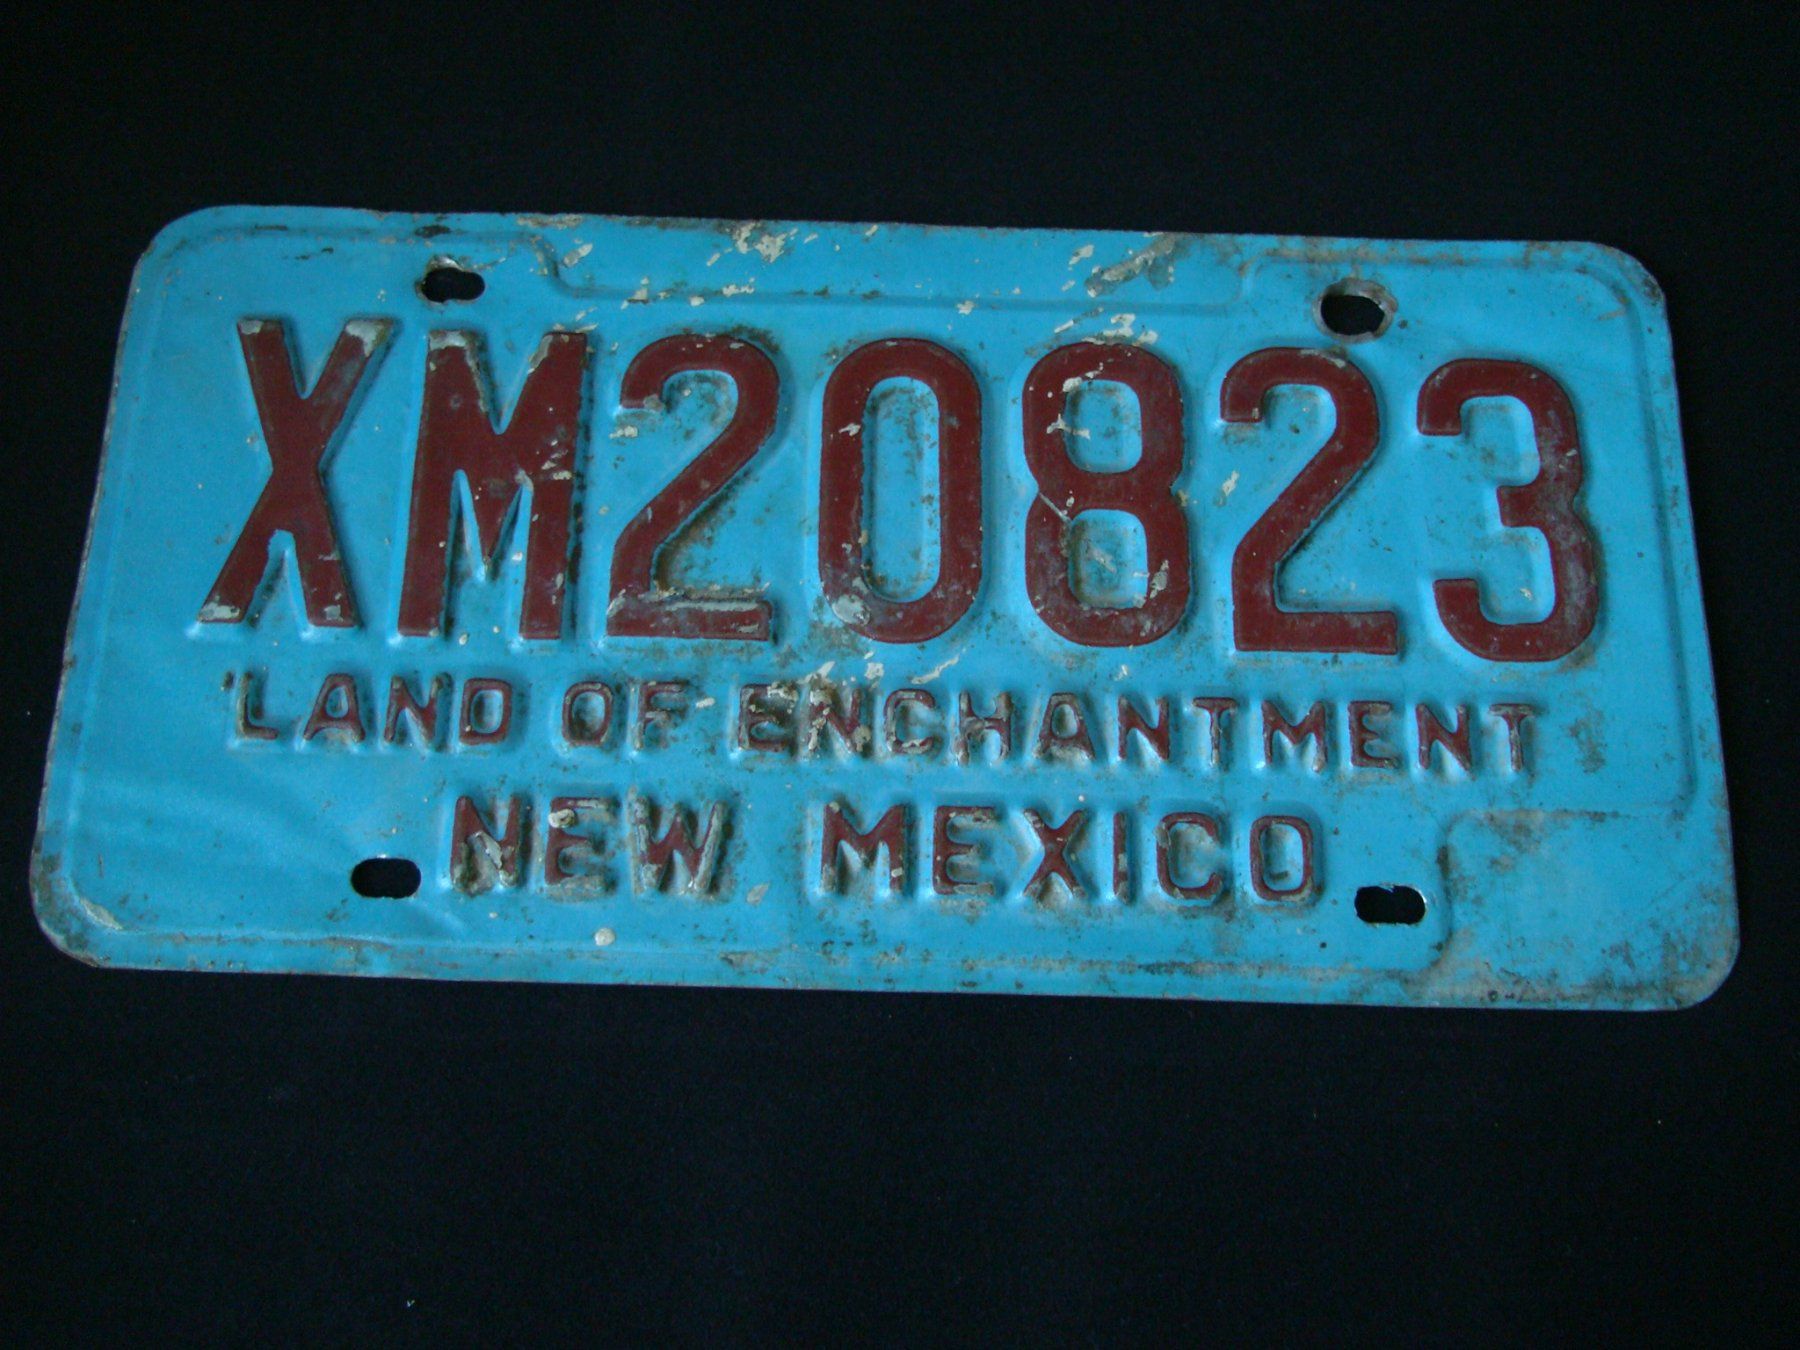 XM20823
LAND OF ENCHANTMENT
NEW MEXICO